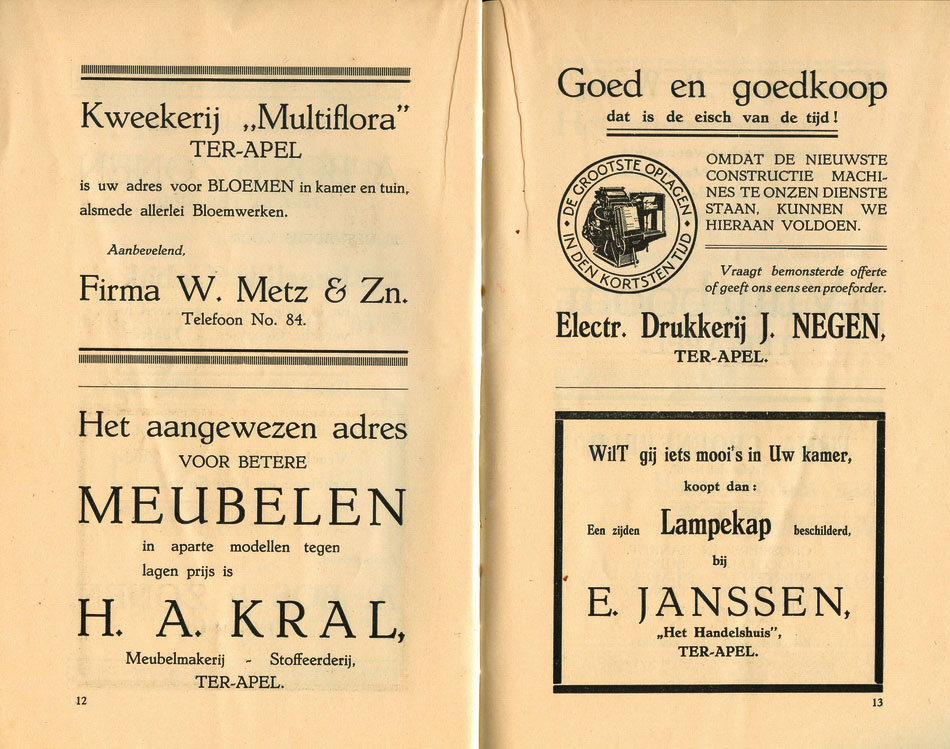 Kweekerij „Multiflora”
TER-APEL
is uw adres voor BLOEMEN in kamer en tuin,
alsmede allerlei Bloemwerken.
Aanbevelend,
Firma W. Metz & Zn.
Telefoon No. 84.
Het aangewezen adres
VOOR BETERE
MEUBELEN
in aparte modellen tegen
lagen prijs is
H. A. KRAL,
Meubelmakerij - Stoffeerderij,
TER-APEL.
12
Goed en goedkoop
dat is de eisch van de tijd!
DE GROOTSTE OPLAGEN
IN DEN KORTSTEN TIJD
OMDAT DE NIEUWSTE
CONSTRUCTIE MACHI-
NES TE ONZEN DIENSTE
STAAN, KUNNEN WE
HIERAAN VOLDOEN.
Vraagt bemonsterde offerte
of geeft ons eens een proeforder.
Electr. Drukkerij J. NEGEN,
TER-APEL.
WilT gij iets mooi's in Uw kamer,
koopt dan:
Een zijden Lampekap beschilderd,
bij
E. JANSSEN,
„Het Handelshuis”,
TER-APEL.
13